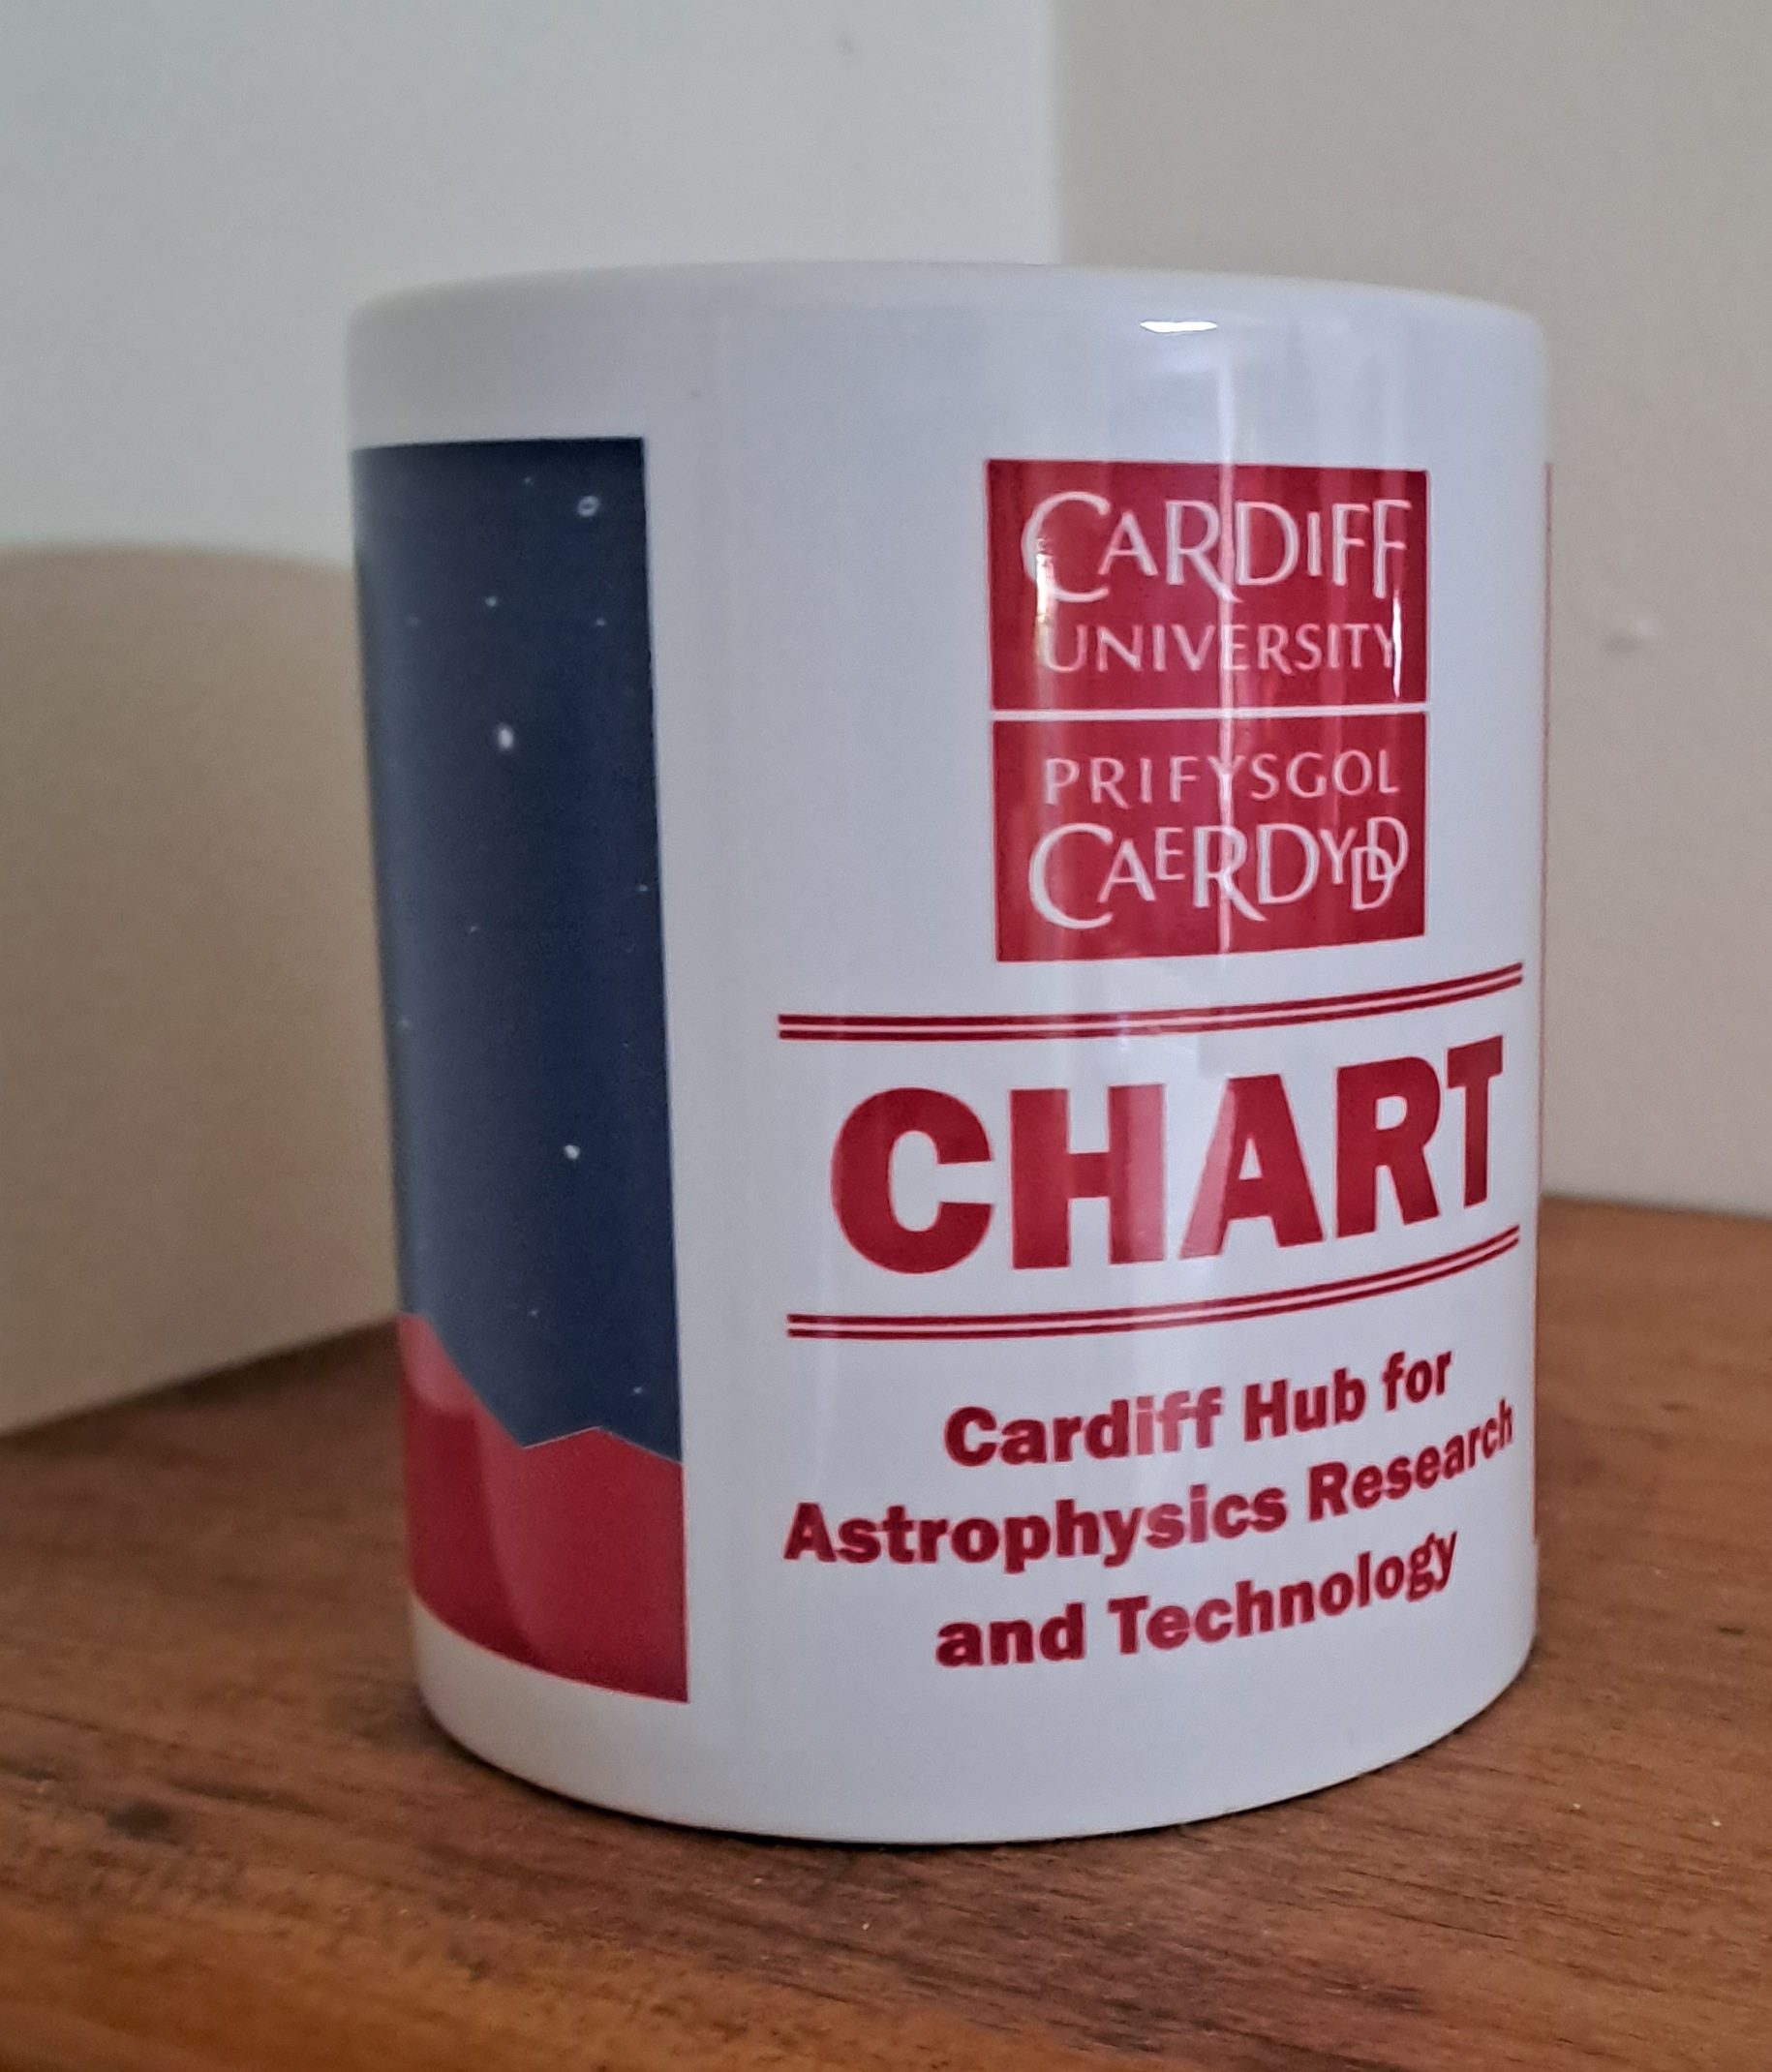 CARDIFF
UNIVERSITY
PRIFYSGOL
CAERDYDD
CHART
Cardiff Hub for
Astrophysics Research
and Technology